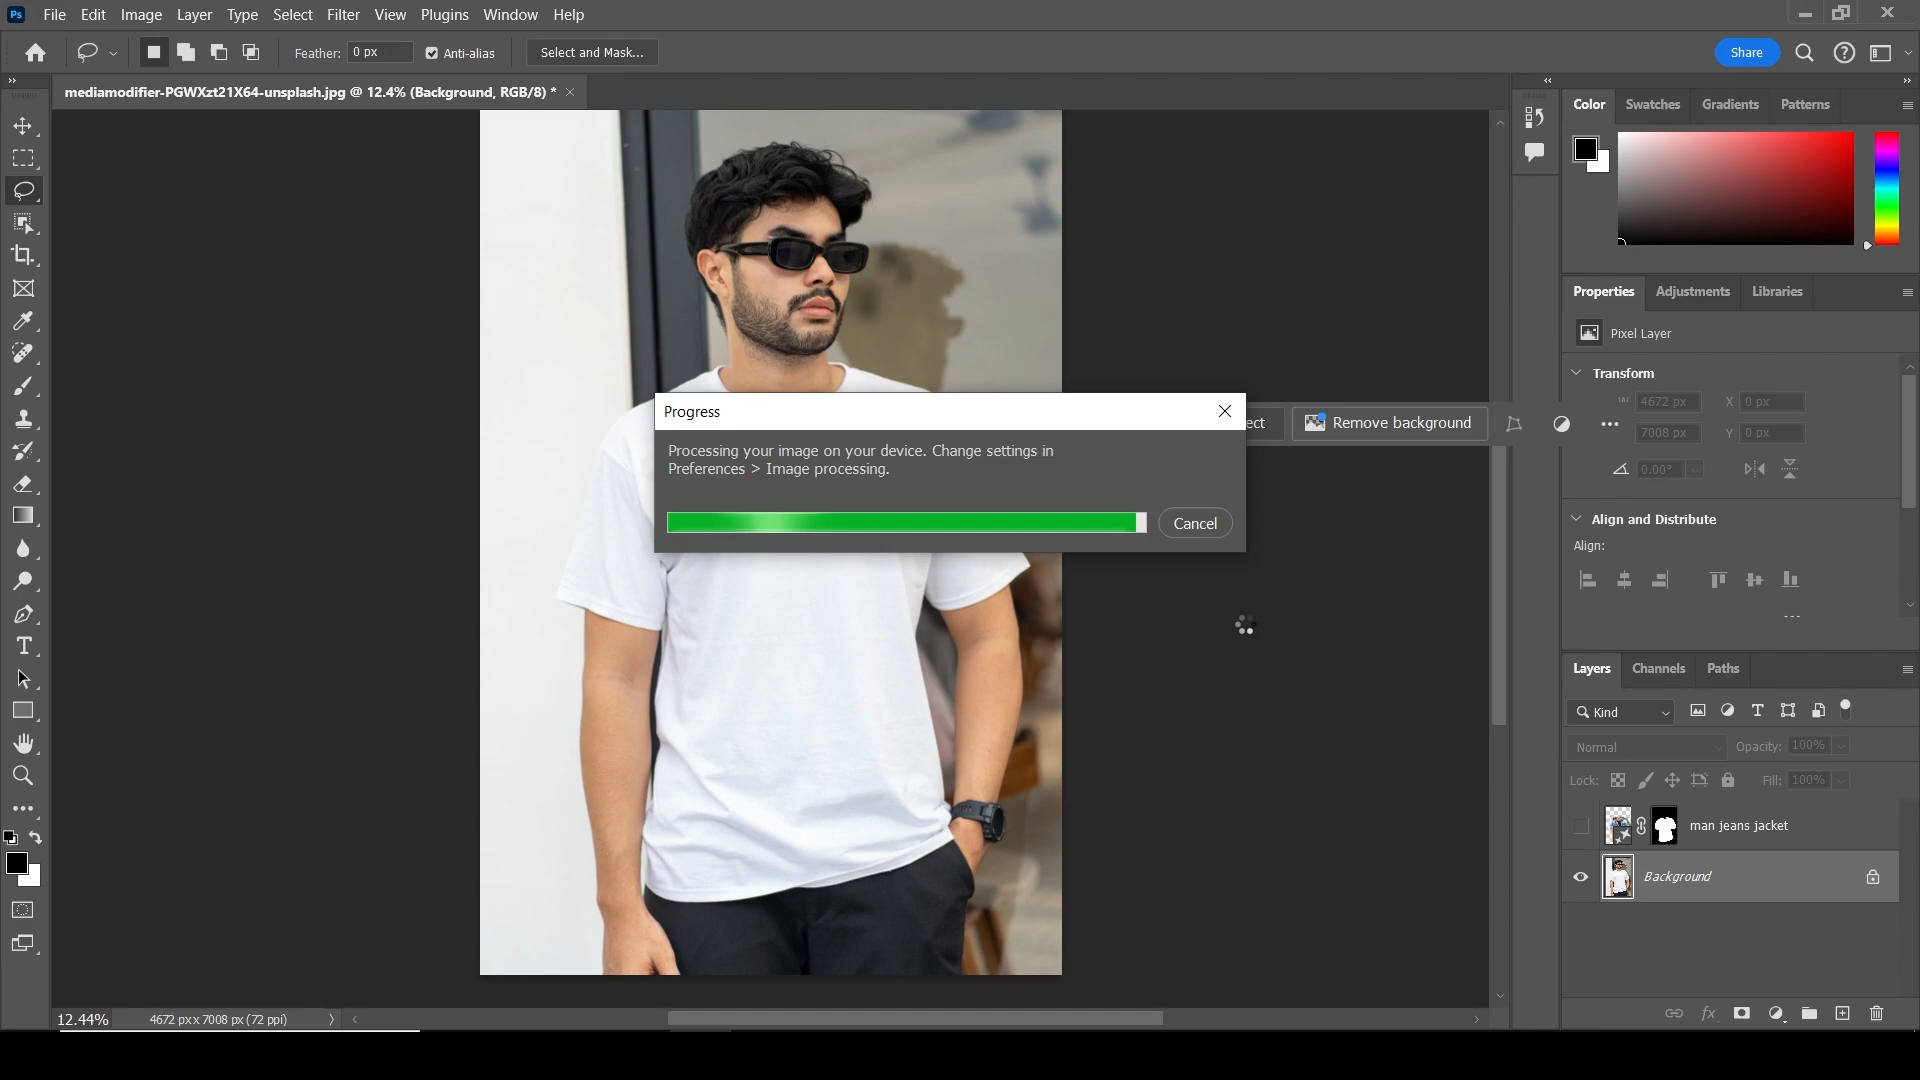 Ps File Edit Image Layer Type Select Filter View Plugins Window Help
Feather: 0 px Anti-alias Select and Mask... Share
mediamodifier-PGWXzt21X64-unsplash.jpg @ 12.4% (Background, RGB/8) *
Color Swatches Gradients Patterns
Properties Adjustments Libraries
Pixel Layer
Transform
W 4672 px X 0 px
7008 px Y 0 px
0.00°
Align and Distribute
Align:
Progress
Processing your image on your device. Change settings in
Preferences > Image processing.
Cancel
ect Remove background
Layers Channels Paths
Kind
Normal Opacity: 100%
Lock: Fill: 100%
man jeans jacket
Background
12.44% 4672 px x 7008 px (72 ppi)